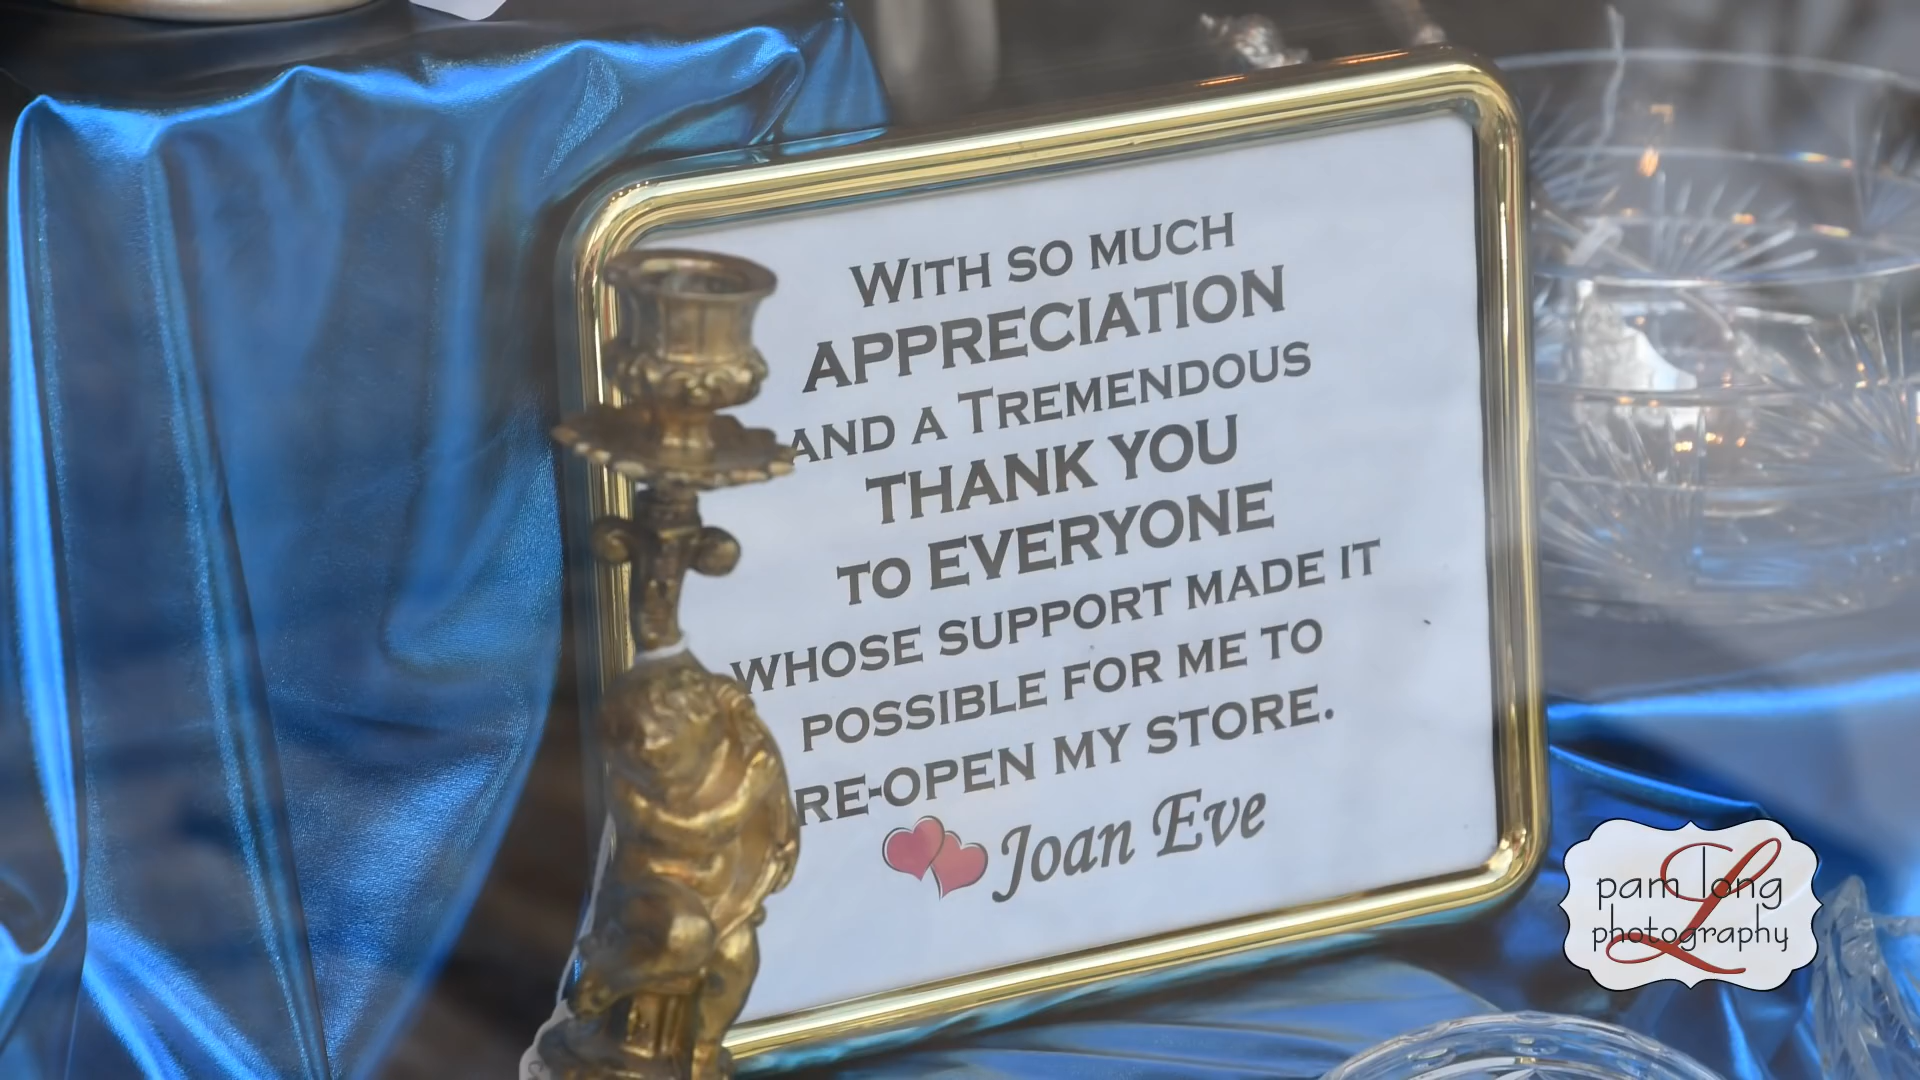 WITH SO MUCH
APPRECIATION
AND A TREMENDOUS
THANK YOU
TO EVERYONE
WHOSE SUPPORT MADE IT
POSSIBLE FOR ME TO
RE-OPEN MY STORE.
Joan Eve
L
pam long
photography